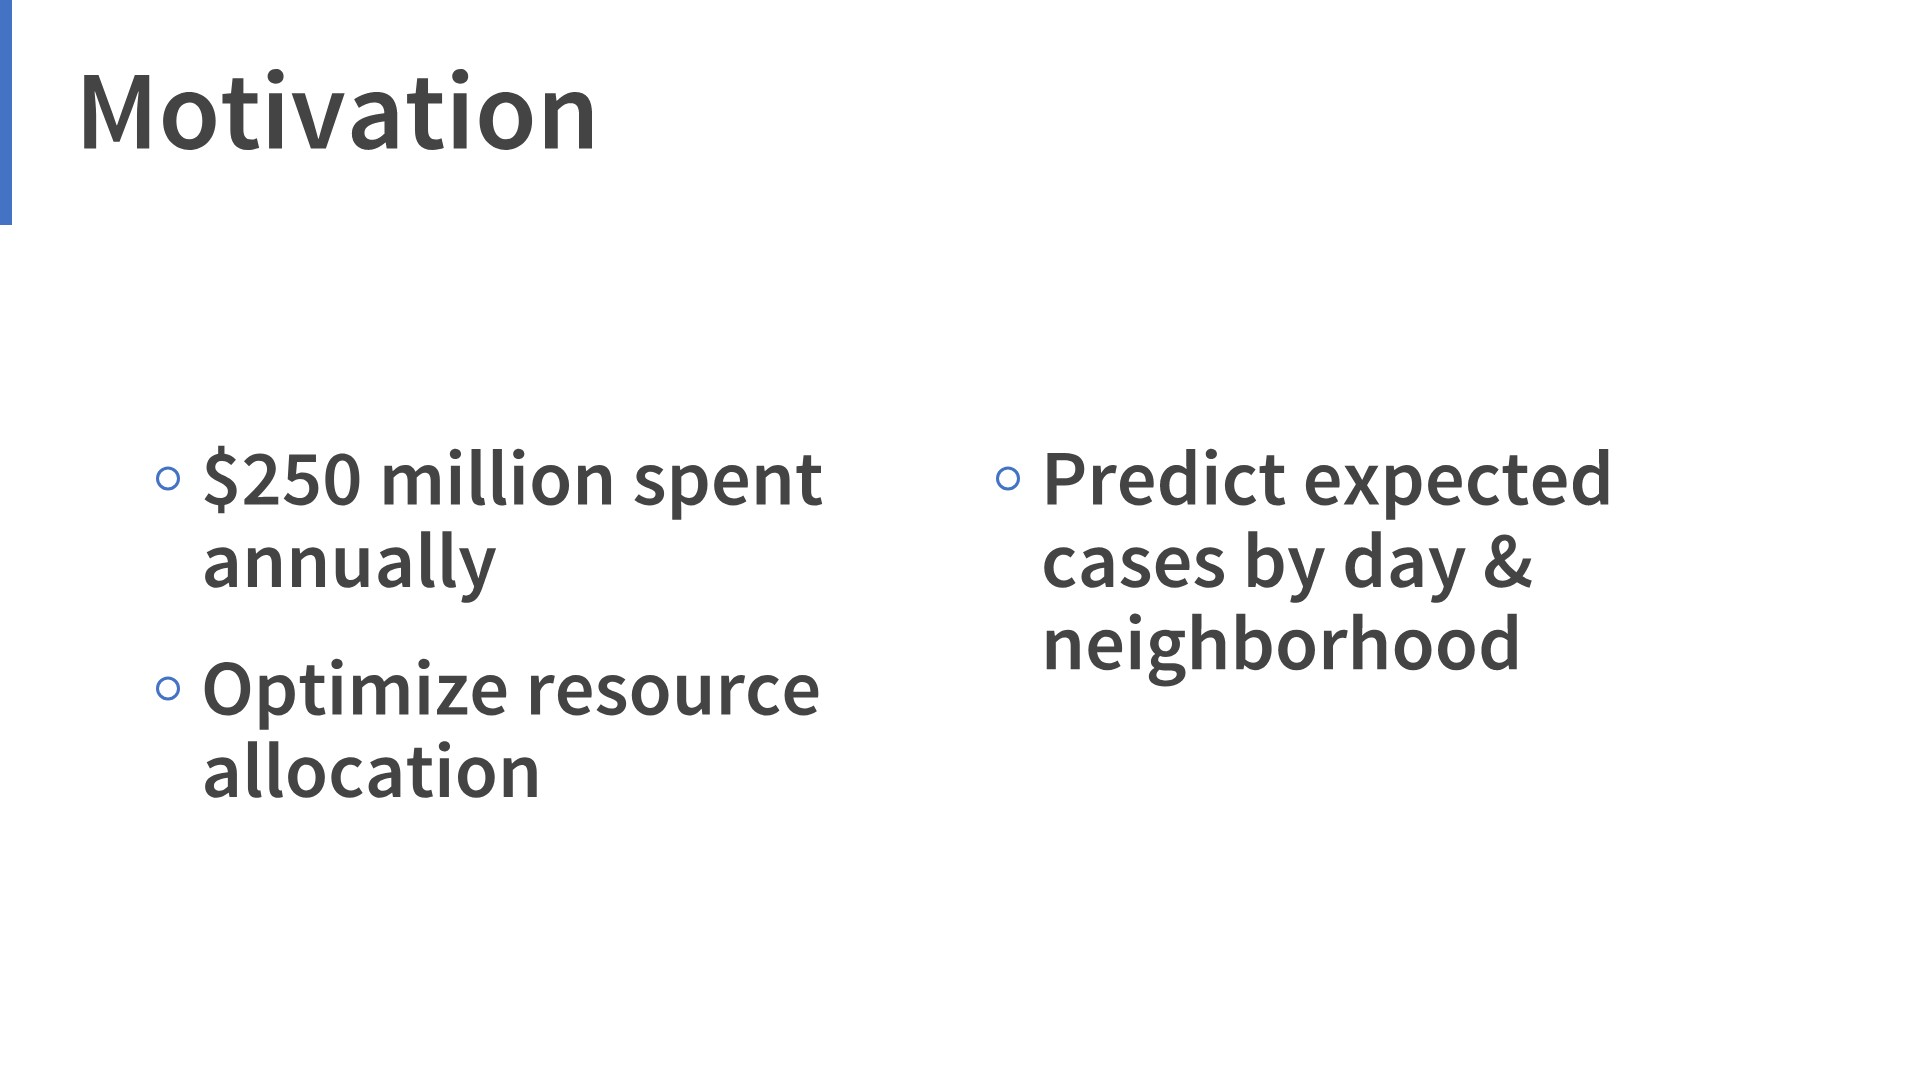 Motivation
$250 million spent
annually
Optimize resource
allocation
Predict expected
cases by day &
neighborhood